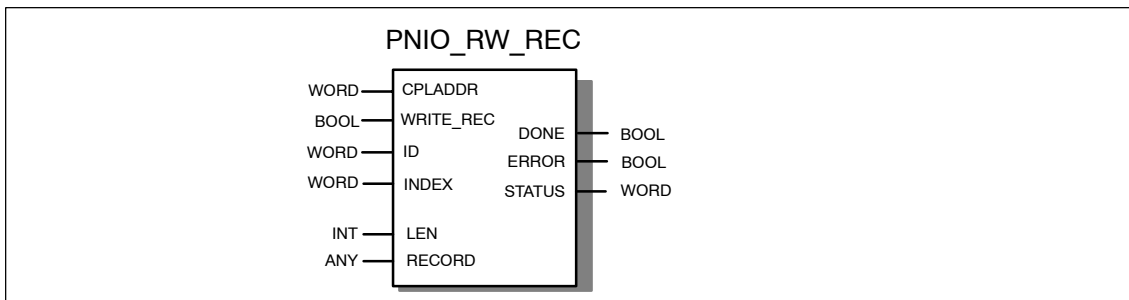 PNIO_RW_REC
WORD CPLADDR
BOOL WRITE_REC
DONE BOOL
WORD ID
ERROR BOOL
WORD INDEX
STATUS WORD
INT LEN
ANY RECORD